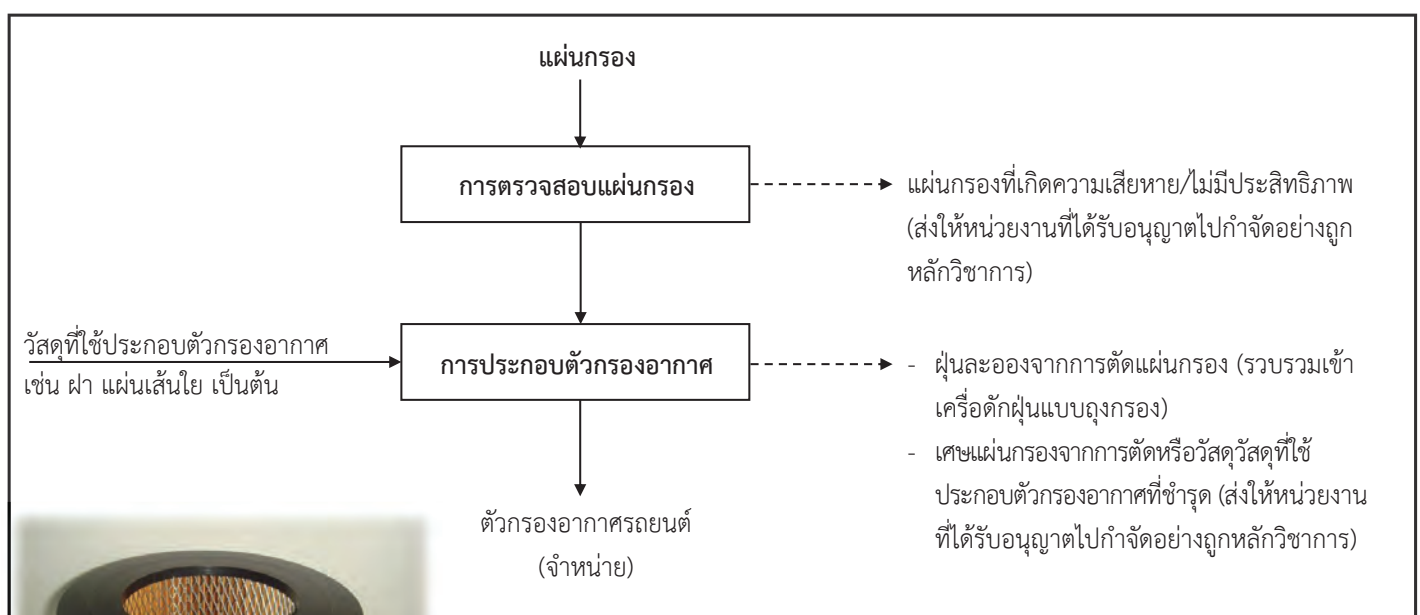 แผ่นกรอง
การตรวจสอบแผ่นกรอง
แผ่นกรองที่เกิดความเสียหาย/ไม่มีประสิทธิภาพ
(ส่งให้หน่วยงานที่ได้รับอนุญาตไปกำจัดอย่างถูก
หลักวิชาการ)
วัสดุที่ใช้ประกอบตัวกรองอากาศ
เช่น ฝา แผ่นเส้นใย เป็นต้น
การประกอบตัวกรองอากาศ
- ฝุ่นละอองจากการตัดแผ่นกรอง (รวบรวมเข้า
เครื่อดักฝุ่นแบบถุงกรอง)
- เศษแผ่นกรองจากการตัดหรือวัสดุวัสดุที่ใช้
ประกอบตัวกรองอากาศที่ชำรุด (ส่งให้หน่วยงาน
ที่ได้รับอนุญาตไปกำจัดอย่างถูกหลักวิชาการ)
ตัวกรองอากาศรถยนต์
(จำหน่าย)